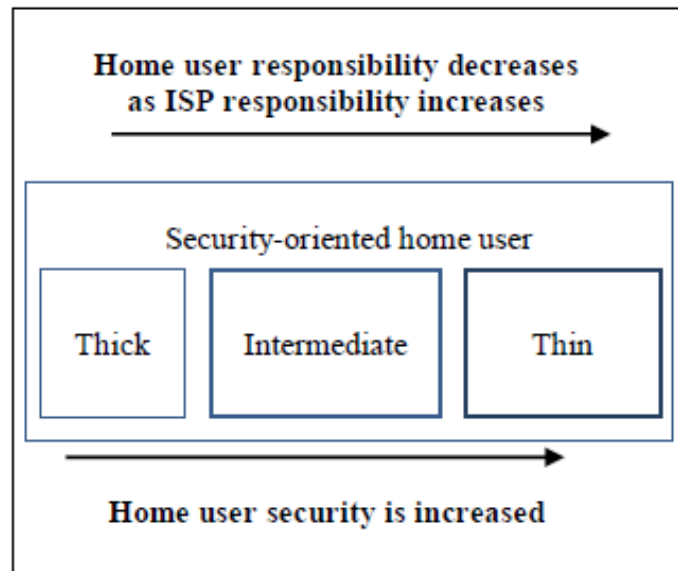 Home user responsibility decreases
as ISP responsibility increases
Security-oriented home user
Thick
Intermediate
Thin
Home user security is increased